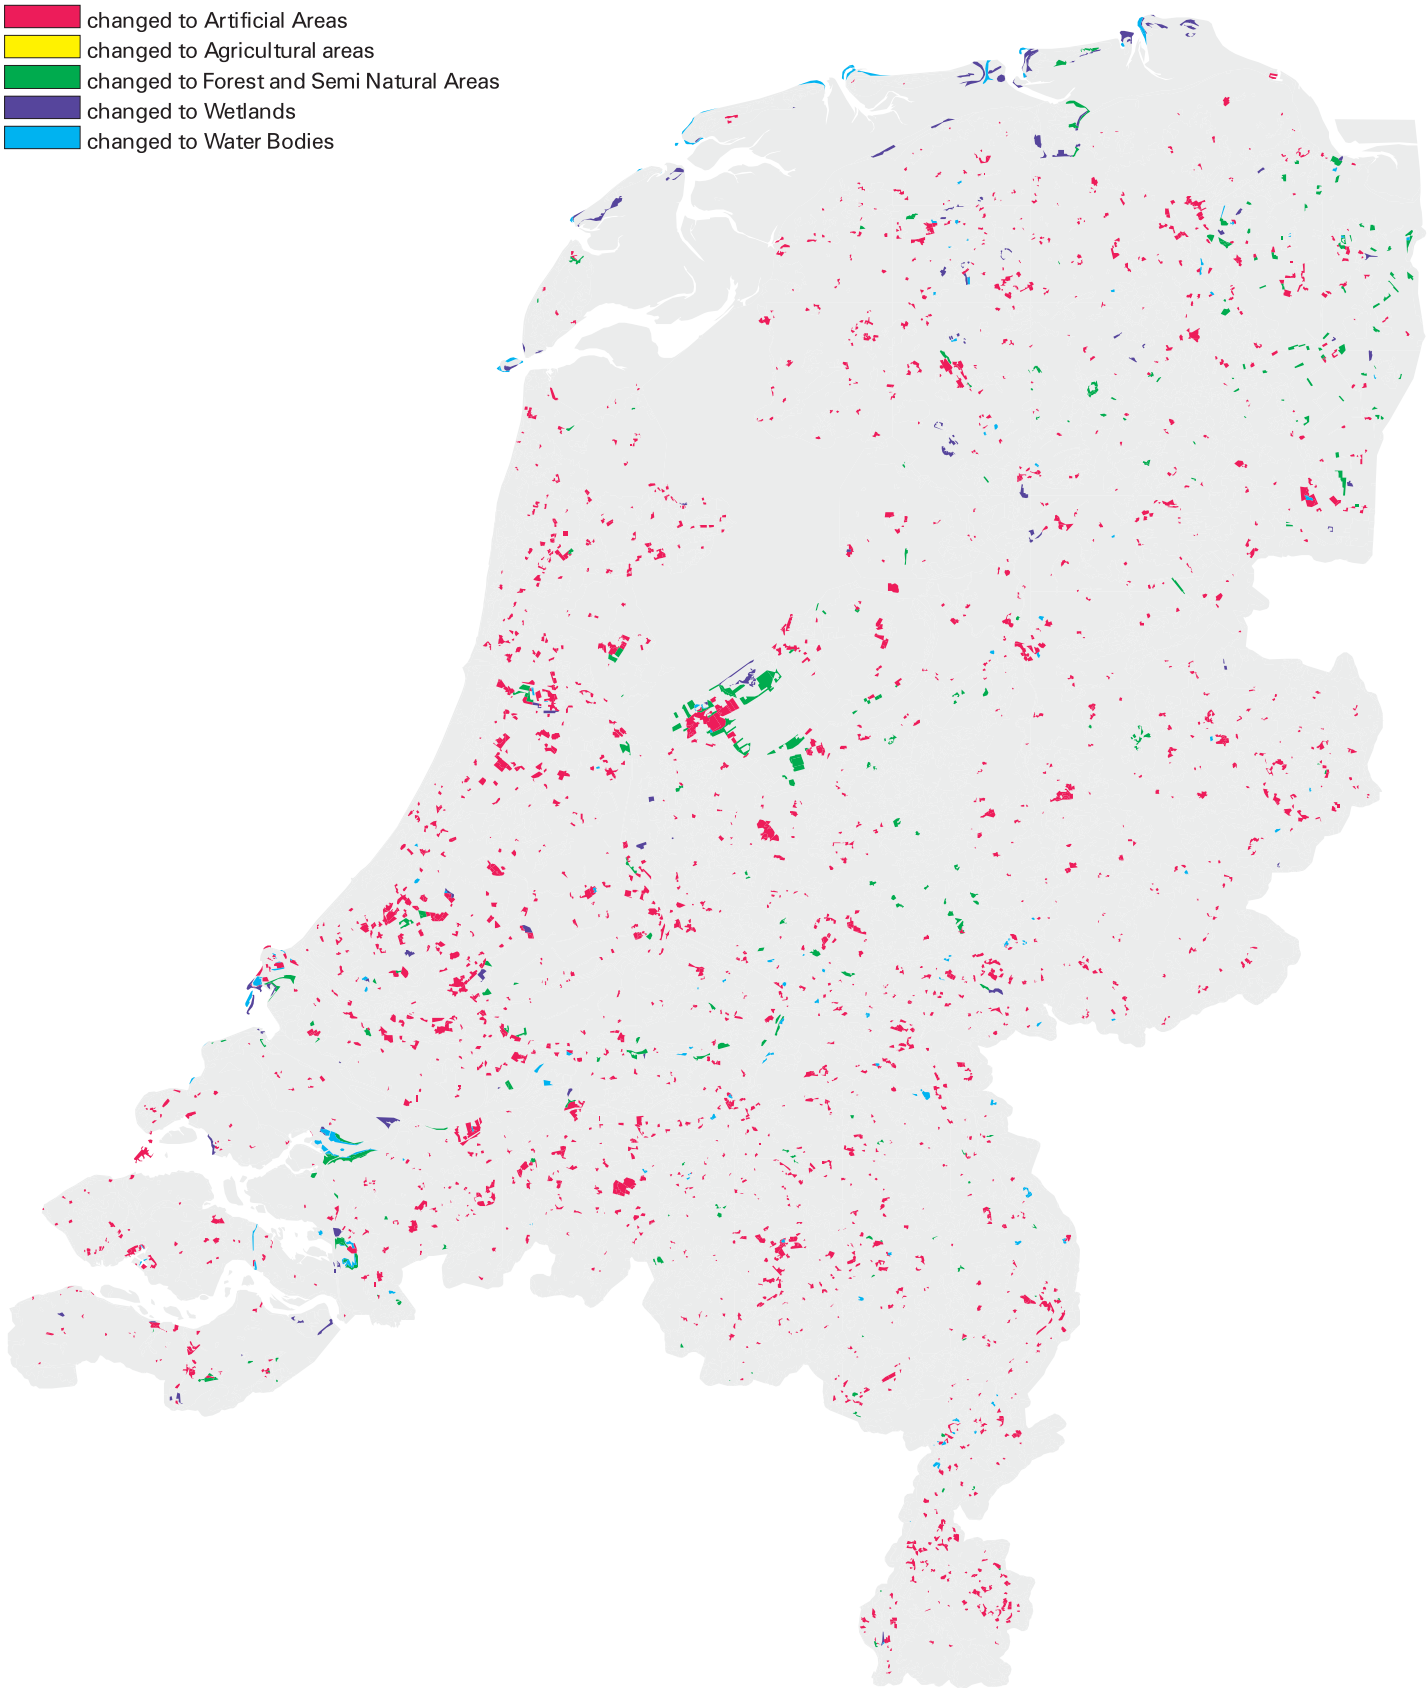 changed to Artificial Areas
changed to Agricultural areas
changed to Forest and Semi Natural Areas
changed to Wetlands
changed to Water Bodies